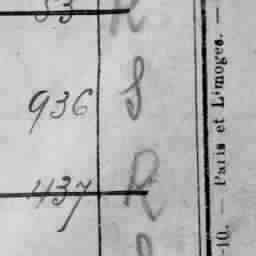 936 S
437 R
-10. — Paris et Limoges. —